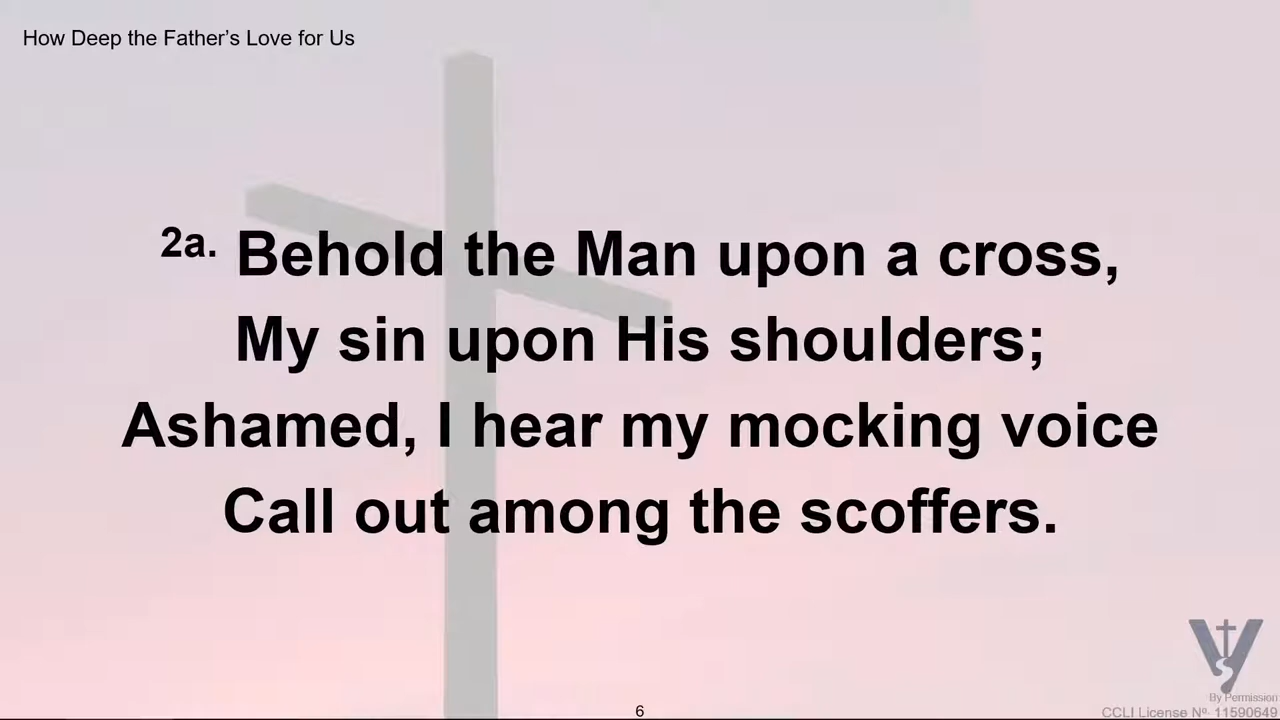 How Deep the Father’s Love for Us
2a. Behold the Man upon a cross,
My sin upon His shoulders;
Ashamed, I hear my mocking voice
Call out among the scoffers.
By Permission
6
CCLI License Nº. 11590649